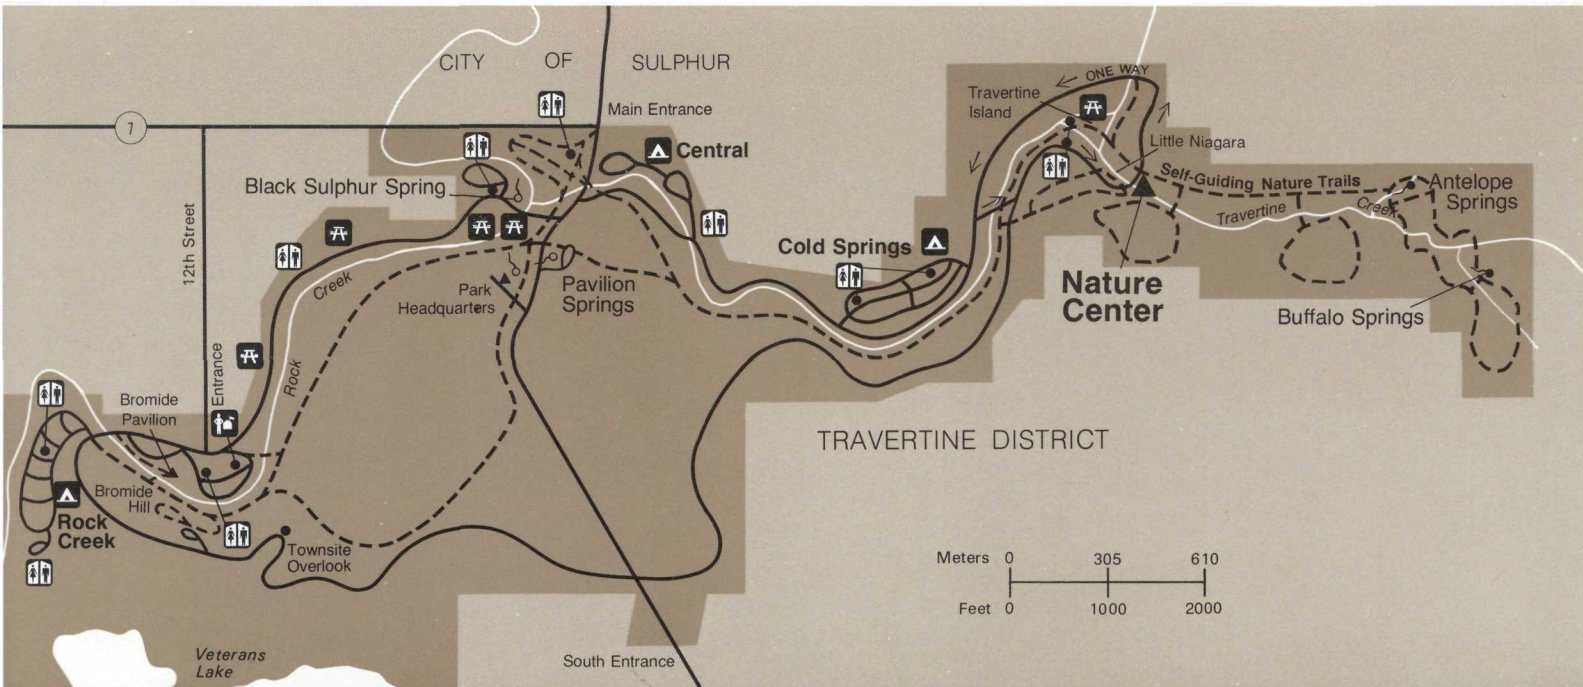 CITY OF SULPHUR
Main Entrance
7
Central
Black Sulphur Spring
12th Street
Creek
Rock
Park
Headquarters
Pavilion
Springs
Cold Springs
ONE WAY
Travertine
Island
Little Niagara
Self-Guiding Nature Trails
Travertine
Creek
Antelope
Springs
Nature
Center
Buffalo Springs
Entrance
Bromide
Pavilion
Bromide
Hill
Rock
Creek
Townsite
Overlook
TRAVERTINE DISTRICT
Meters 0 305 610
Feet 0 1000 2000
Veterans
Lake
South Entrance